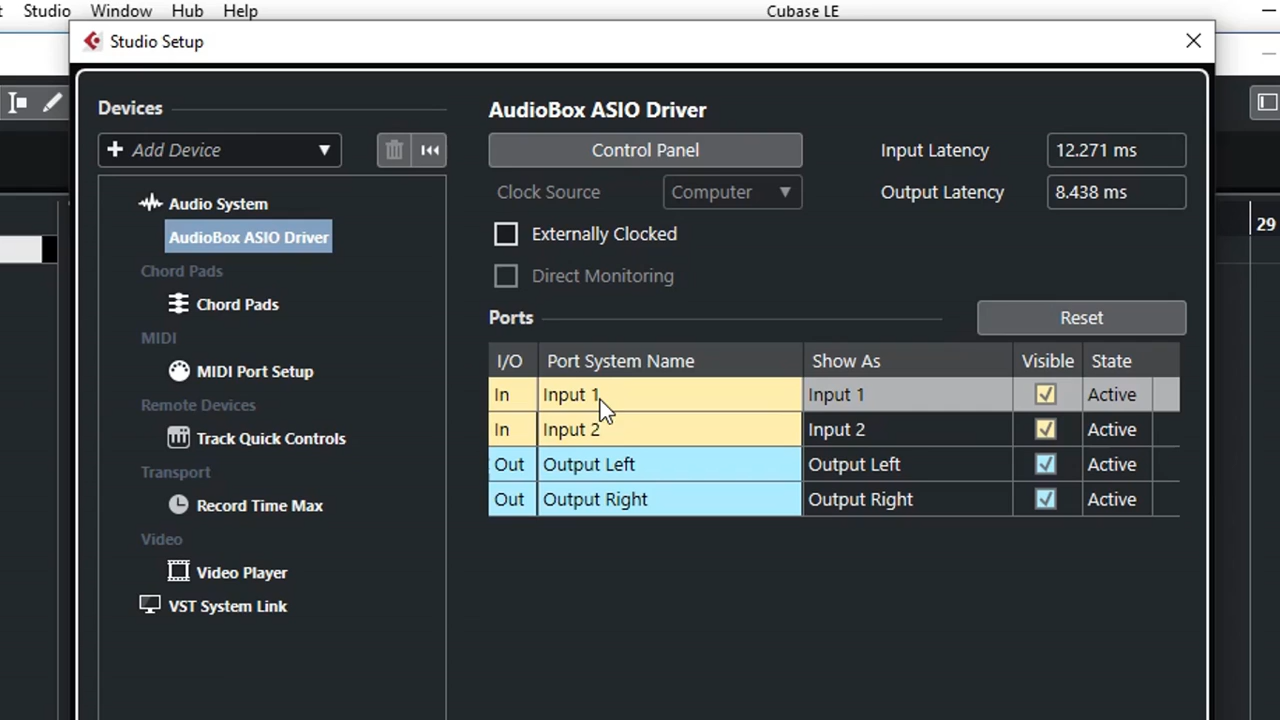 Studio Window Hub Help Cubase LE
Studio Setup
Devices
Add Device
Audio System
AudioBox ASIO Driver
Chord Pads
Chord Pads
MIDI
MIDI Port Setup
Remote Devices
Track Quick Controls
Transport
Record Time Max
Video
Video Player
VST System Link
AudioBox ASIO Driver
Control Panel
Input Latency 12.271 ms
Clock Source Computer
Output Latency 8.438 ms
Externally Clocked
Direct Monitoring
Ports
Reset
I/O Port System Name Show As Visible State
In Input 1 Input 1 Active
In Input 2 Input 2 Active
Out Output Left Output Left Active
Out Output Right Output Right Active
29